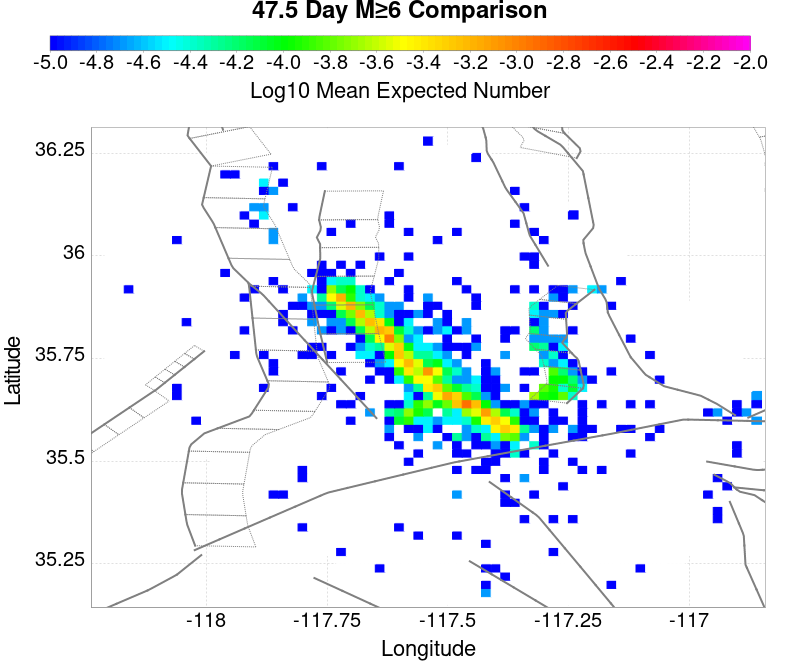 47.5 Day M≥6 Comparison
-5.0 -4.8 -4.6 -4.4 -4.2 -4.0 -3.8 -3.6 -3.4 -3.2 -3.0 -2.8 -2.6 -2.4 -2.2 -2.0
Log10 Mean Expected Number
36.25
36
35.75
35.5
35.25
Latitude
-118 -117.75 -117.5 -117.25 -117
Longitude